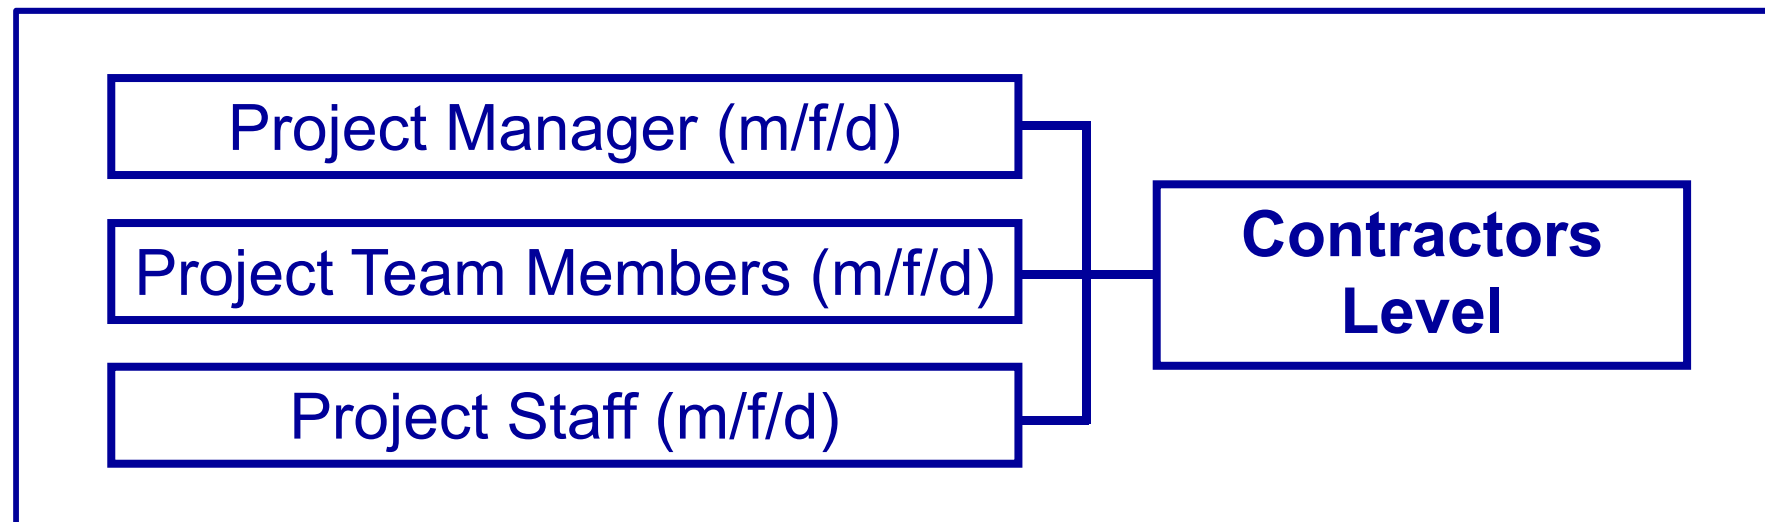 Project Manager (m/f/d)
Project Team Members (m/f/d)
Project Staff (m/f/d)
Contractors
Level